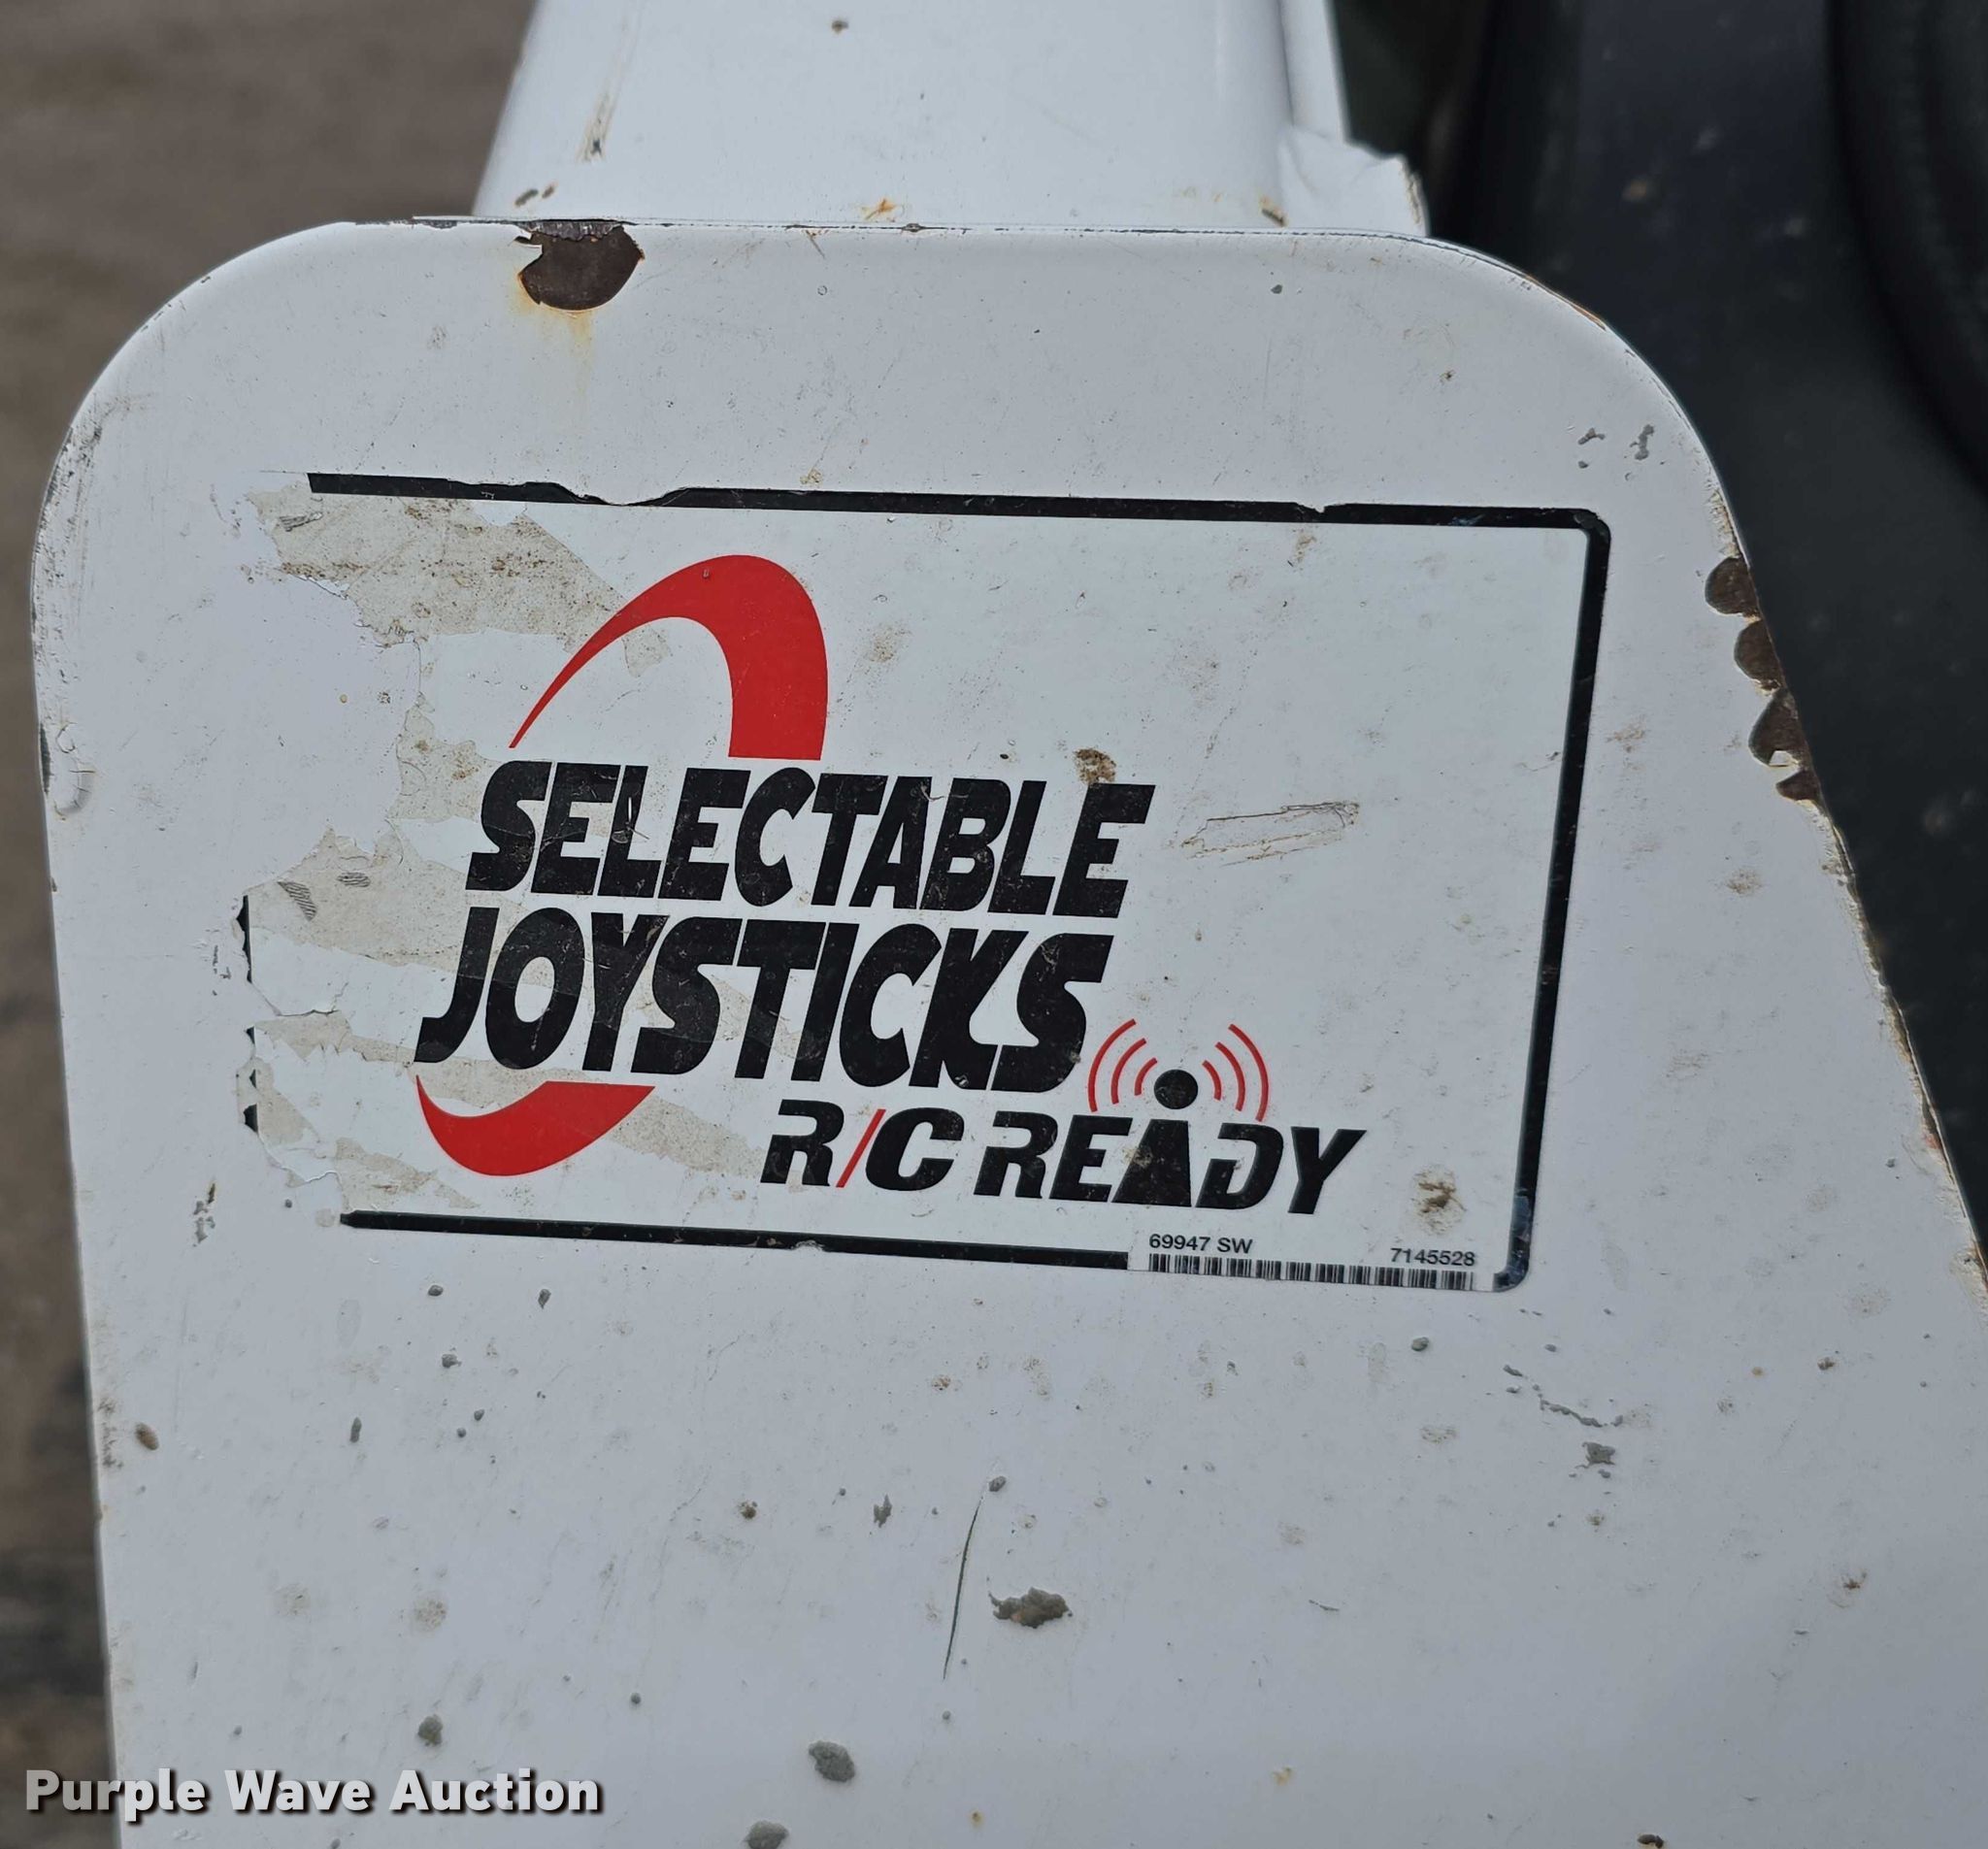 SELECTABLE
JOYSTICKS
R/C READY
69947 SW 7145528
Purple Wave Auction